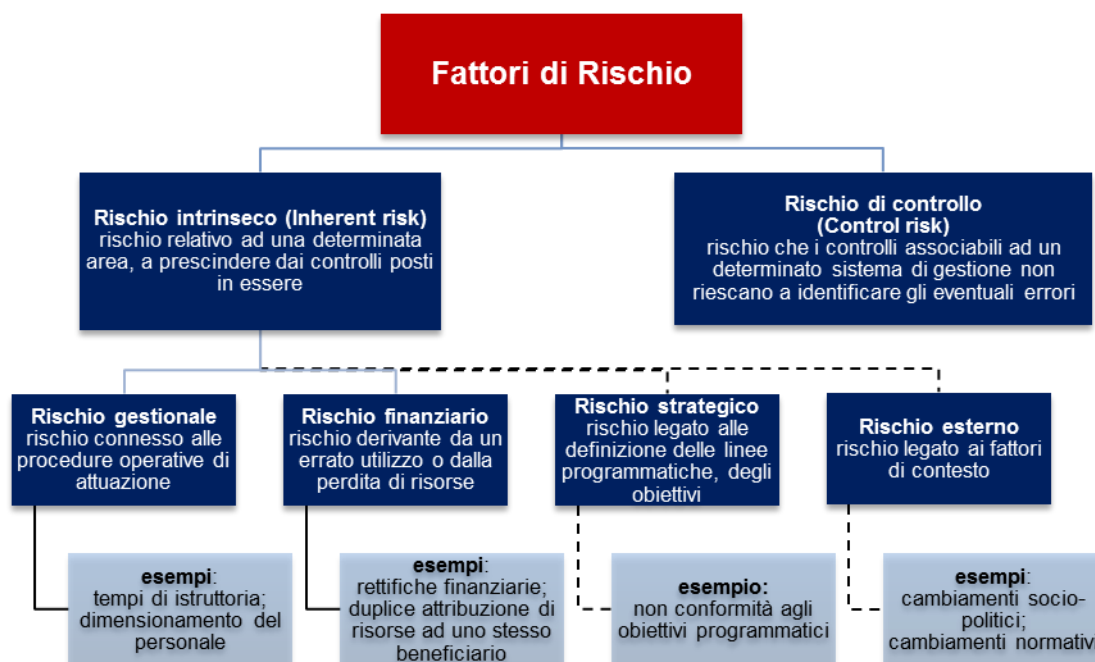 Fattori di Rischio
Rischio intrinseco (Inherent risk)
rischio relativo ad una determinata
area, a prescindere dai controlli posti
in essere
Rischio di controllo
(Control risk)
rischio che i controlli associabili ad un
determinato sistema di gestione non
riescano a identificare gli eventuali errori
Rischio gestionale
rischio connesso alle
procedure operative di
attuazione
Rischio finanziario
rischio derivante da un
errato utilizzo o dalla
perdita di risorse
Rischio strategico
rischio legato alle
definizione delle linee
programmatiche, degli
obiettivi
Rischio esterno
rischio legato ai fattori
di contesto
esempi:
tempi di istruttoria;
dimensionamento del
personale
esempi:
rettifiche finanziarie;
duplice attribuzione di
risorse ad uno stesso
beneficiario
esempio:
non conformità agli
obiettivi programmatici
esempi:
cambiamenti socio-
politici;
cambiamenti normativi